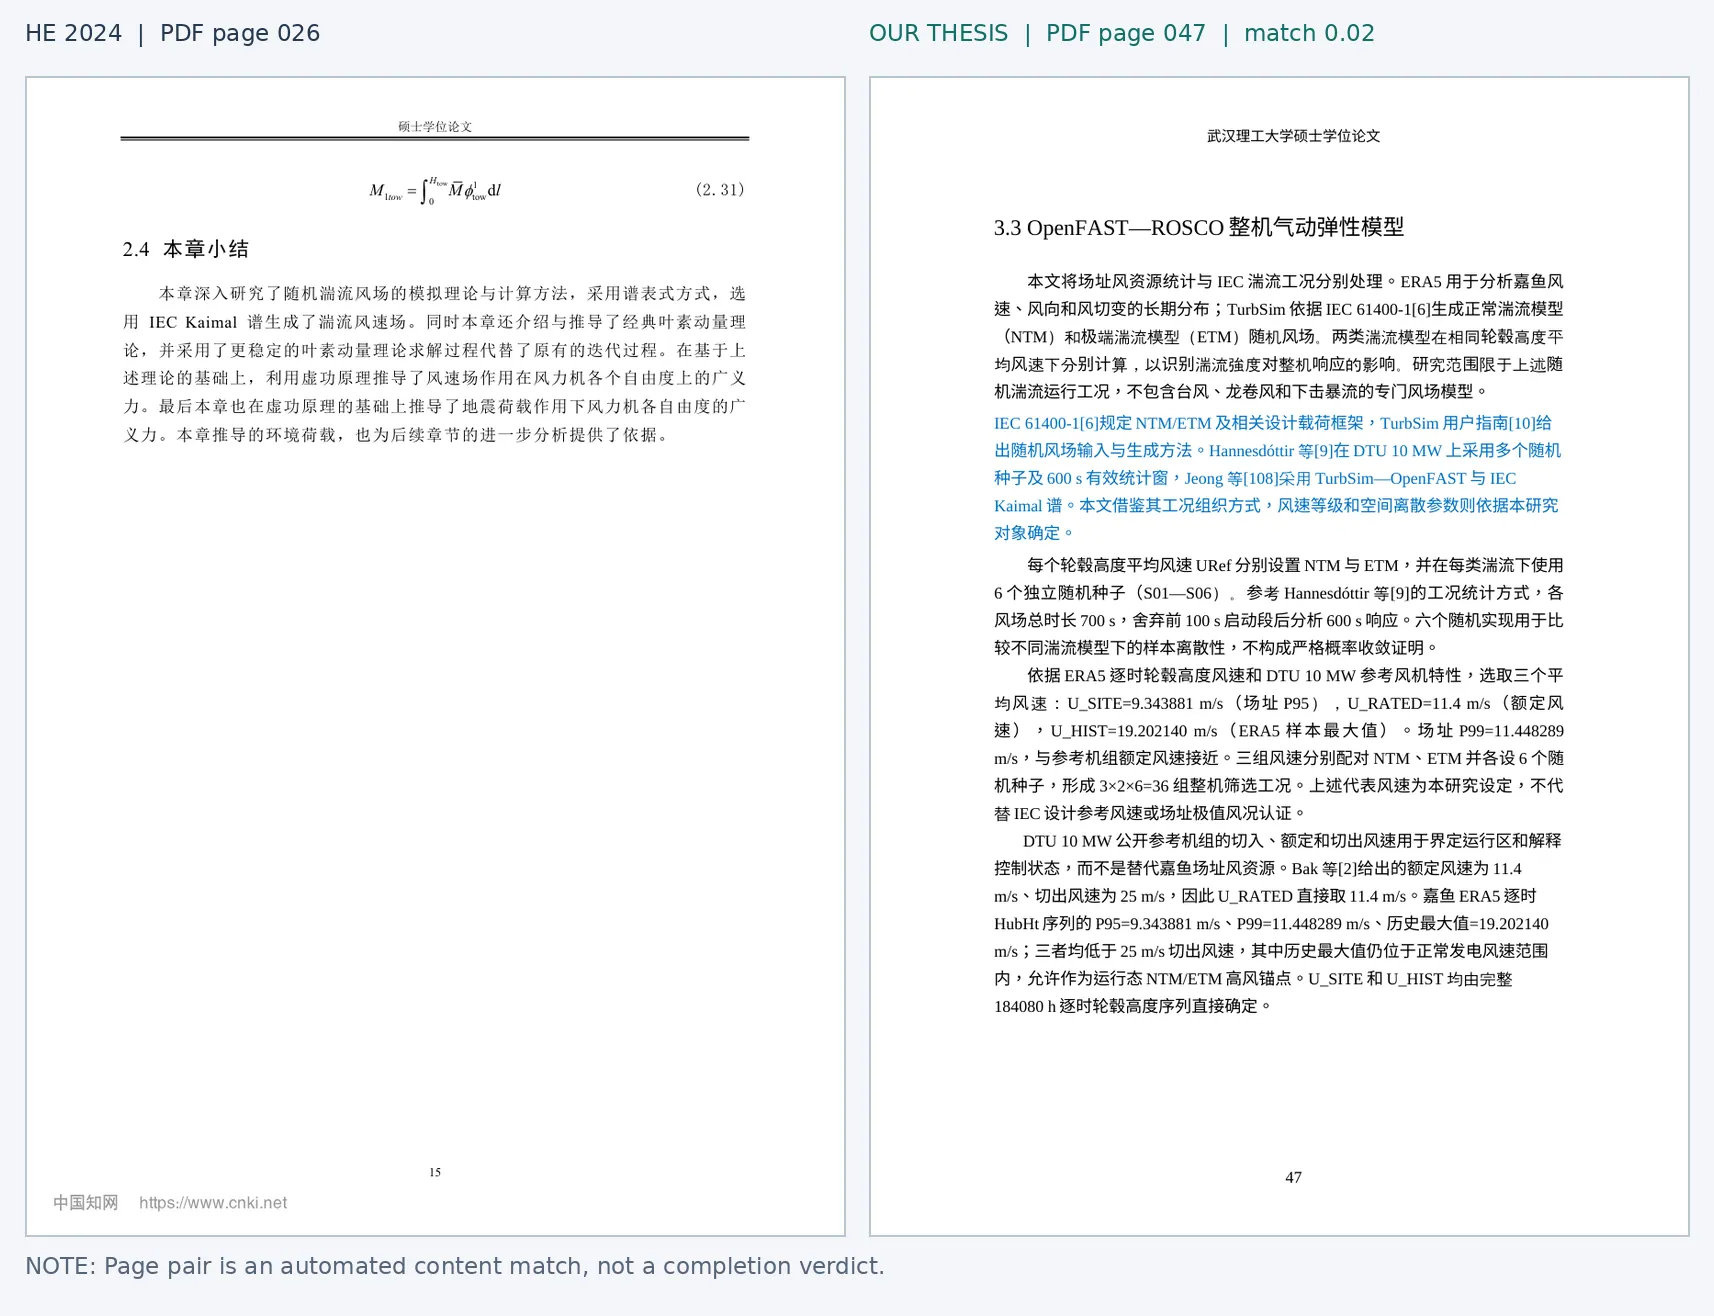 HE 2024 | PDF page 026
硕士学位论文
M_{1tow} = ∫_0^{H_{tow}} M̅ϕ^1_{tow} dl (2.31)
2.4 本章小结
本章深入研究了随机湍流风场的模拟理论与计算方法，采用谱表式方式，选
用 IEC Kaimal 谱生成了湍流风速场。同时本章还介绍与推导了经典叶素动量理
论，并采用了更稳定的叶素动量理论求解过程代替了原有的迭代过程。在基于上
述理论的基础上，利用虚功原理推导了风速场作用在风力机各个自由度上的广义
力。最后本章也在虚功原理的基础上推导了地震荷载作用下风力机各自由度的广
义力。本章推导的环境荷载，也为后续章节的进一步分析提供了依据。
15
中国知网 https://www.cnki.net
OUR THESIS | PDF page 047 | match 0.02
武汉理工大学硕士学位论文
3.3 OpenFAST—ROSCO 整机气动弹性模型
本文将场址风资源统计与 IEC 湍流工况分别处理。ERA5 用于分析嘉鱼风
速、风向和风切变的长期分布；TurbSim 依据 IEC 61400-1[6]生成正常湍流模型
（NTM）和极端湍流模型（ETM）随机风场。两类湍流模型在相同轮毂高度平
均风速下分别计算，以识别湍流強度对整机响应的影响。研究范围限于上述随
机湍流运行工况，不包含台风、龙卷风和下击暴流的专门风场模型。
IEC 61400-1[6]规定 NTM/ETM 及相关设计载荷框架，TurbSim 用户指南[10]给
出随机风场输入与生成方法。Hannesdóttir 等[9]在 DTU 10 MW 上采用多个随机
种子及 600 s 有效统计窗，Jeong 等[108]采用 TurbSim—OpenFAST 与 IEC
Kaimal 谱。本文借鉴其工况组织方式，风速等级和空间离散参数则依据本研究
对象确定。
每个轮毂高度平均风速 URef 分别设置 NTM 与 ETM，并在每类湍流下使用
6 个独立随机种子（S01—S06）。参考 Hannesdóttir 等[9]的工况统计方式，各
风场总时长 700 s，舍弃前 100 s 启动段后分析 600 s 响应。六个随机实现用于比
较不同湍流模型下的样本离散性，不构成严格概率收敛证明。
依据 ERA5 逐时轮毂高度风速和 DTU 10 MW 参考风机特性，选取三个平
均风速：U_SITE=9.343881 m/s（场址 P95），U_RATED=11.4 m/s（额定风
速），U_HIST=19.202140 m/s（ERA5 样本最大值）。场址 P99=11.448289
m/s，与参考机组额定风速接近。三组风速分别配对 NTM、ETM 并各设 6 个随
机种子，形成 3×2×6=36 组整机筛选工况。上述代表风速为本研究设定，不代
替 IEC 设计参考风速或场址极值风况认证。
DTU 10 MW 公开参考机组的切入、额定和切出风速用于界定运行区和解释
控制状态，而不是替代嘉鱼场址风资源。Bak 等[2]给出的额定风速为 11.4
m/s、切出风速为 25 m/s，因此 U_RATED 直接取 11.4 m/s。嘉鱼 ERA5 逐时
HubHt 序列的 P95=9.343881 m/s、P99=11.448289 m/s、历史最大值=19.202140
m/s；三者均低于 25 m/s 切出风速，其中历史最大值仍位于正常发电风速范围
内，允许作为运行态 NTM/ETM 高风锚点。U_SITE 和 U_HIST 均由完整
184080 h 逐时轮毂高度序列直接确定。
47
NOTE: Page pair is an automated content match, not a completion verdict.